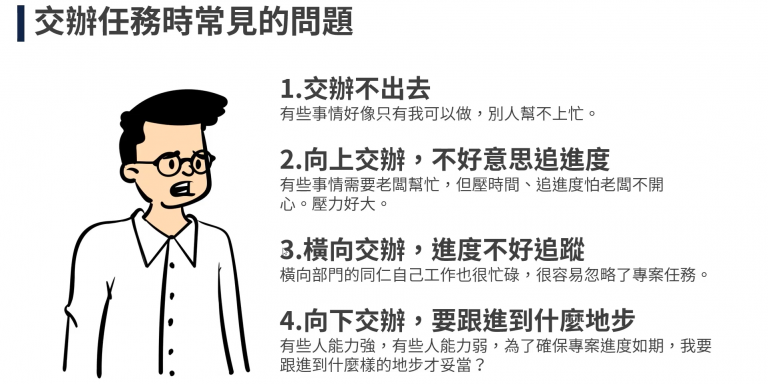 交辦任務時常見的問題
1.交辦不出去
有些事情好像只有我可以做，別人幫不上忙。
2.向上交辦，不好意思追進度
有些事情需要老闆幫忙，但壓時間、追進度怕老闆不開
心。壓力好大。
3.橫向交辦，進度不好追蹤
橫向部門的同仁自己工作也很忙碌，很容易忽略了專案任務。
4.向下交辦，要跟進到什麼地步
有些人能力強，有些人能力弱，為了確保專案進度如期，我要
跟進到什麼樣的地步才妥當？